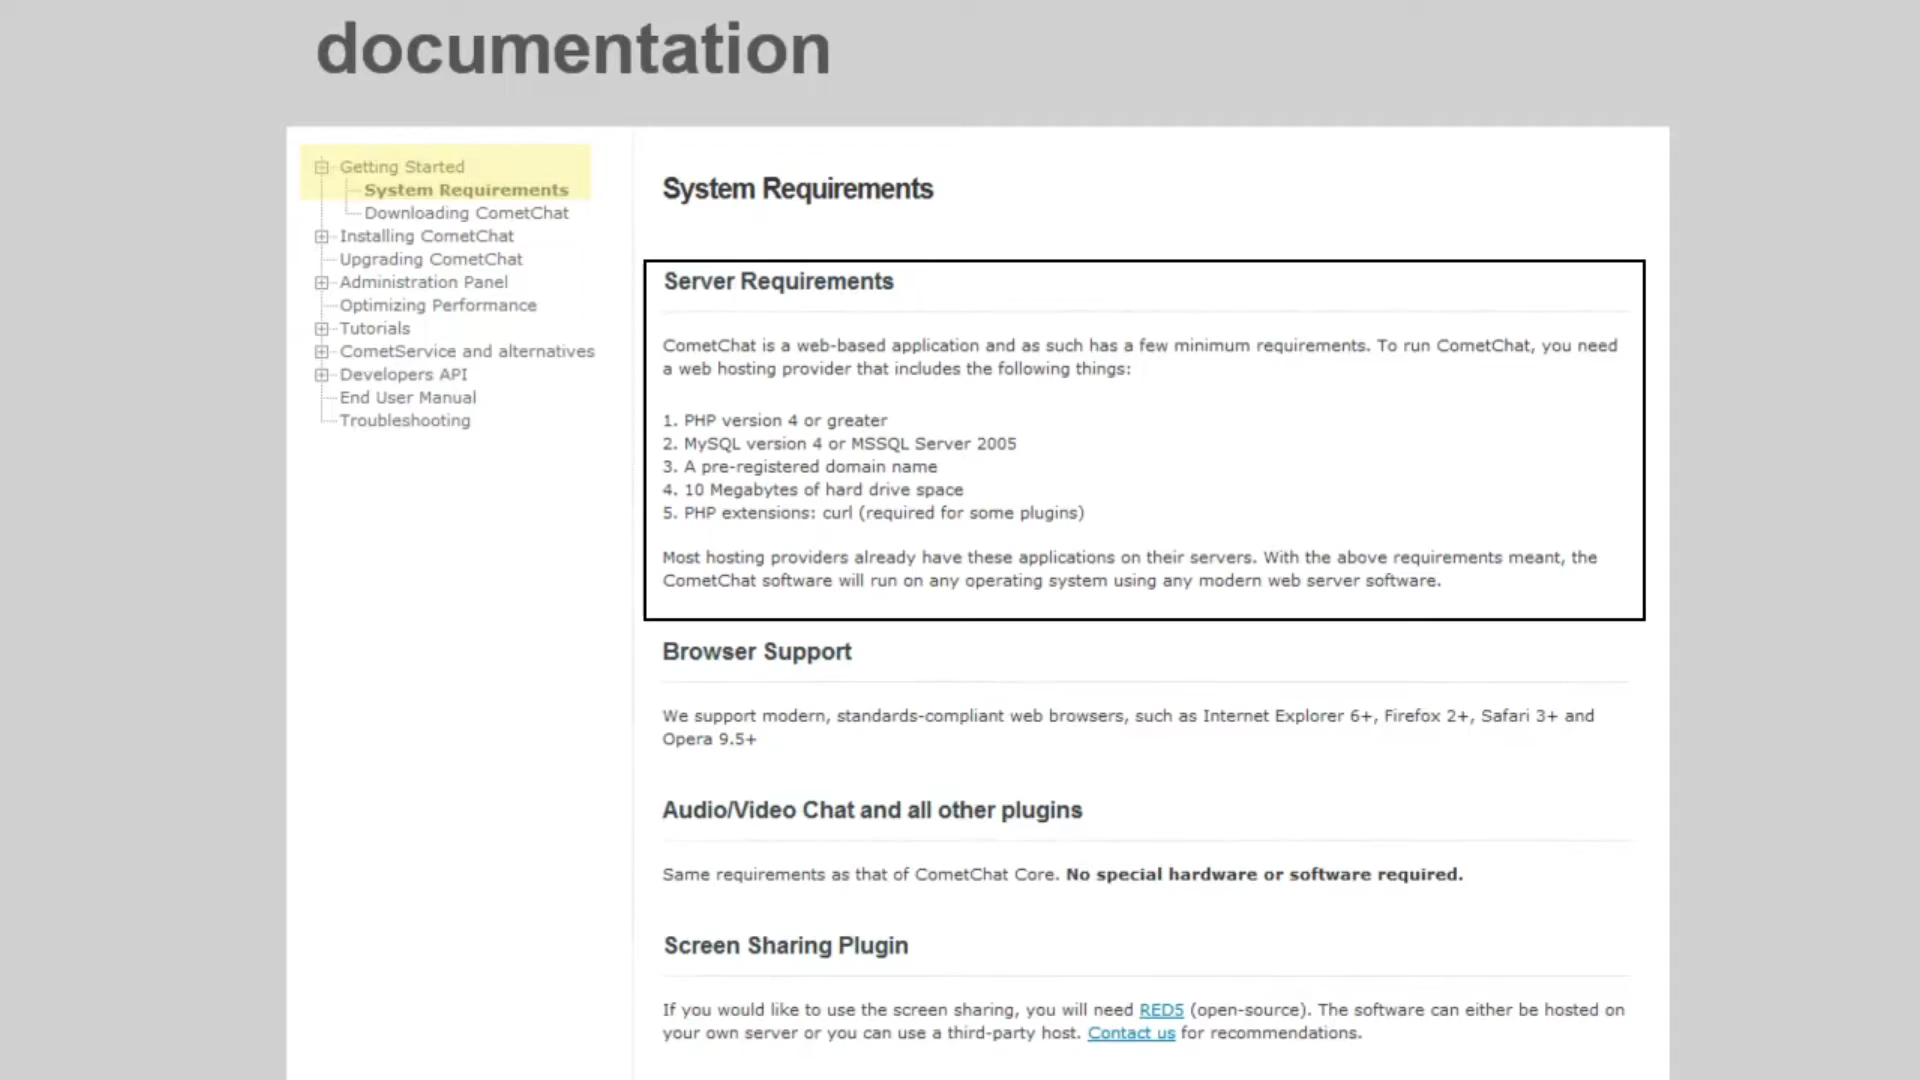 documentation
Getting Started
System Requirements
Downloading CometChat
Installing CometChat
Upgrading CometChat
Administration Panel
Optimizing Performance
Tutorials
CometService and alternatives
Developers API
End User Manual
Troubleshooting
System Requirements
Server Requirements
CometChat is a web-based application and as such has a few minimum requirements. To run CometChat, you need
a web hosting provider that includes the following things:
1. PHP version 4 or greater
2. MySQL version 4 or MSSQL Server 2005
3. A pre-registered domain name
4. 10 Megabytes of hard drive space
5. PHP extensions: curl (required for some plugins)
Most hosting providers already have these applications on their servers. With the above requirements meant, the
CometChat software will run on any operating system using any modern web server software.
Browser Support
We support modern, standards-compliant web browsers, such as Internet Explorer 6+, Firefox 2+, Safari 3+ and
Opera 9.5+
Audio/Video Chat and all other plugins
Same requirements as that of CometChat Core. No special hardware or software required.
Screen Sharing Plugin
If you would like to use the screen sharing, you will need RED5 (open-source). The software can either be hosted on
your own server or you can use a third-party host. Contact us for recommendations.